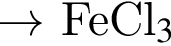 → FeCl₃